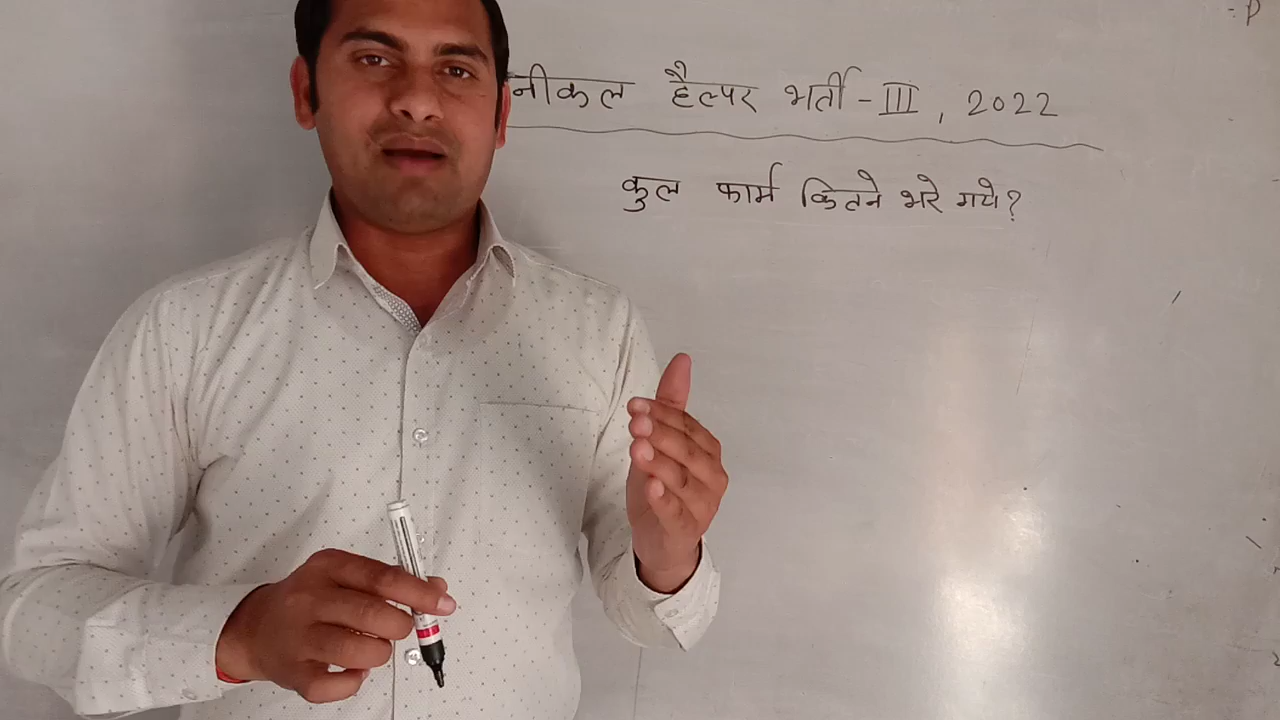 नीकल हैल्पर भर्ती - III, 2022
कुल फार्म कितने भरे गये?